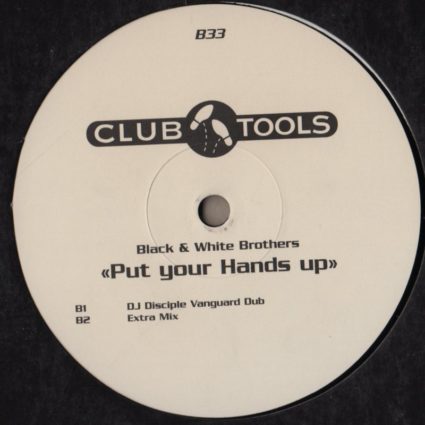 B33
CLUB TOOLS
Black & White Brothers
«Put your Hands up»
B1 DJ Disciple Vanguard Dub
B2 Extra Mix